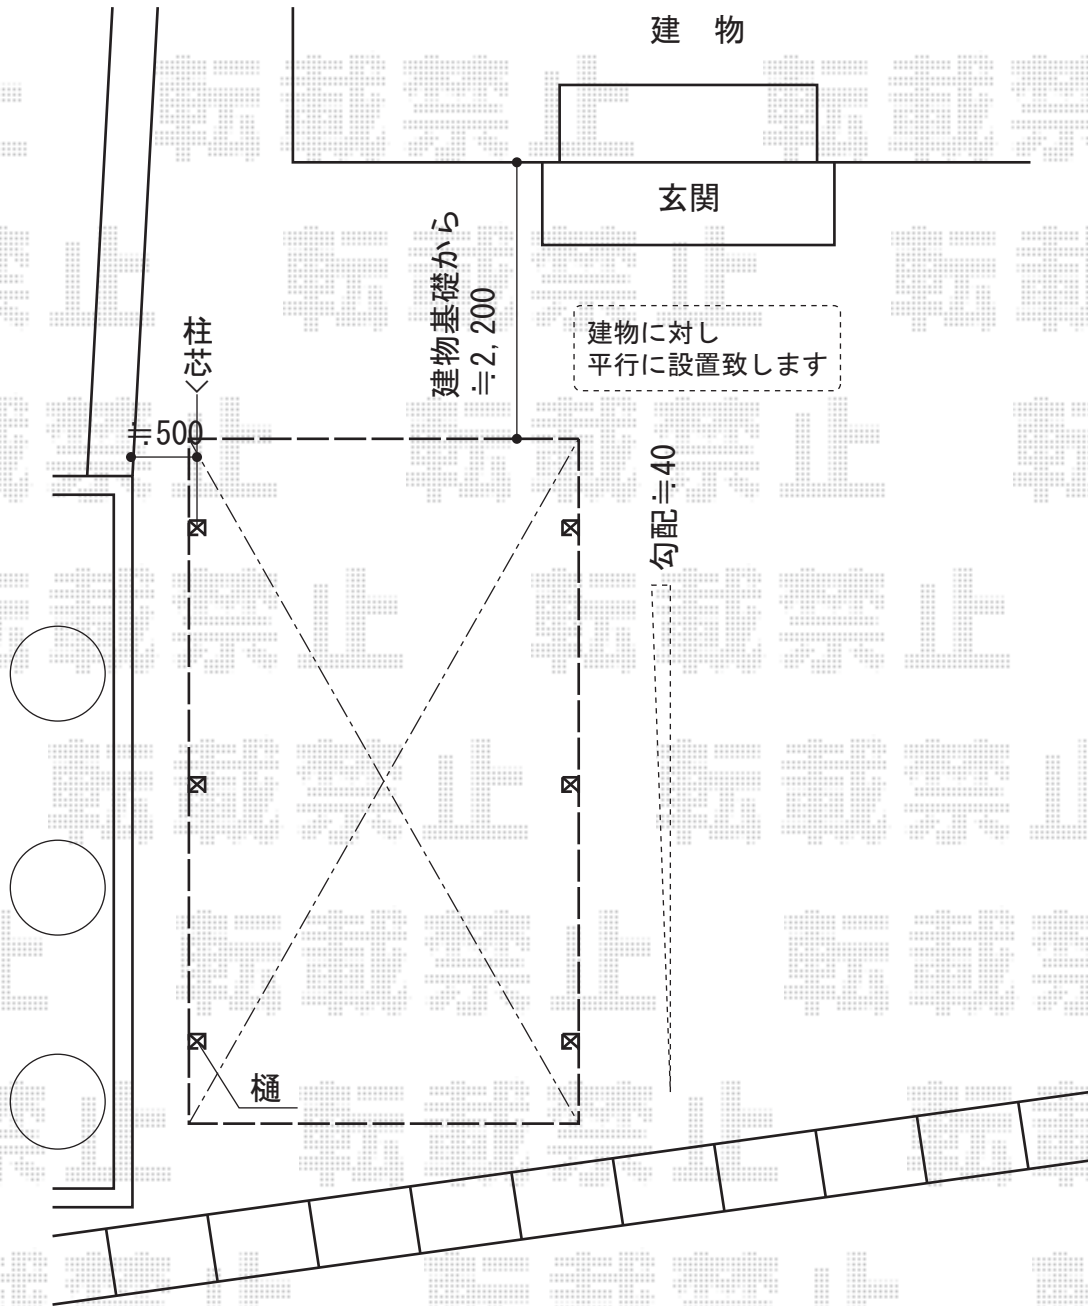 建 物
玄関
建物基礎から
≒2,200
建物に対し
平行に設置致します
柱芯
≒500
勾配≒40
樋
転載禁止